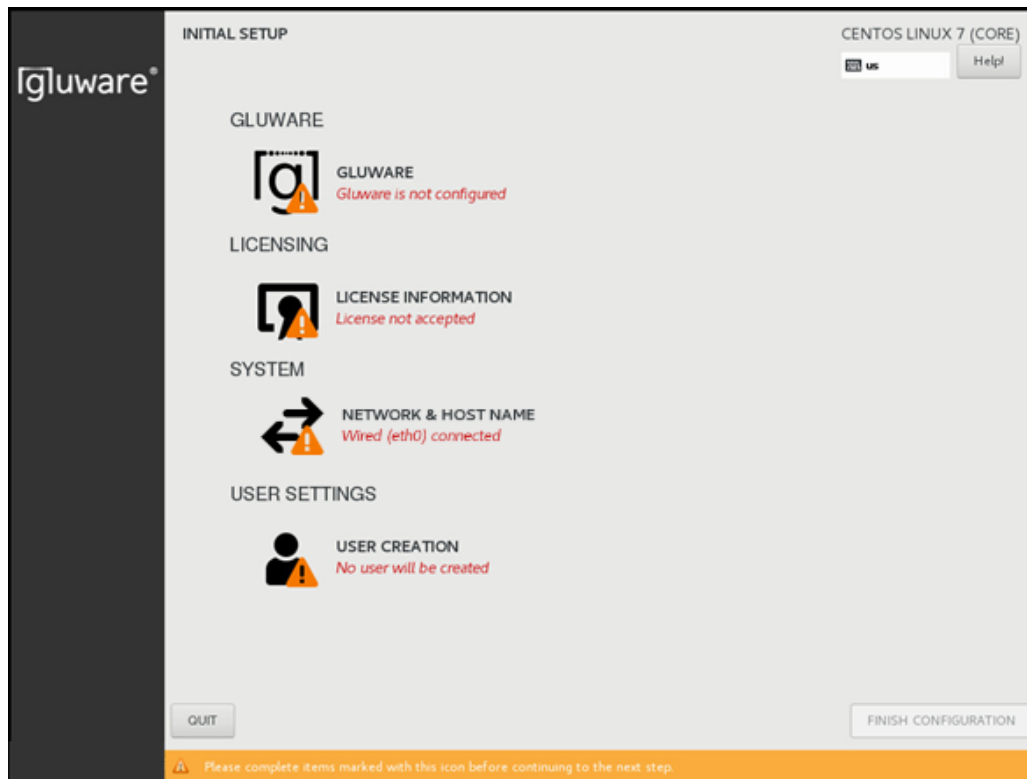 INITIAL SETUP
CENTOS LINUX 7 (CORE)
us
Help!
gluware®
GLUWARE
GLUWARE
Gluware is not configured
LICENSING
LICENSE INFORMATION
License not accepted
SYSTEM
NETWORK & HOST NAME
Wired (eth0) connected
USER SETTINGS
USER CREATION
No user will be created
QUIT
FINISH CONFIGURATION
Please complete items marked with this icon before continuing to the next step.